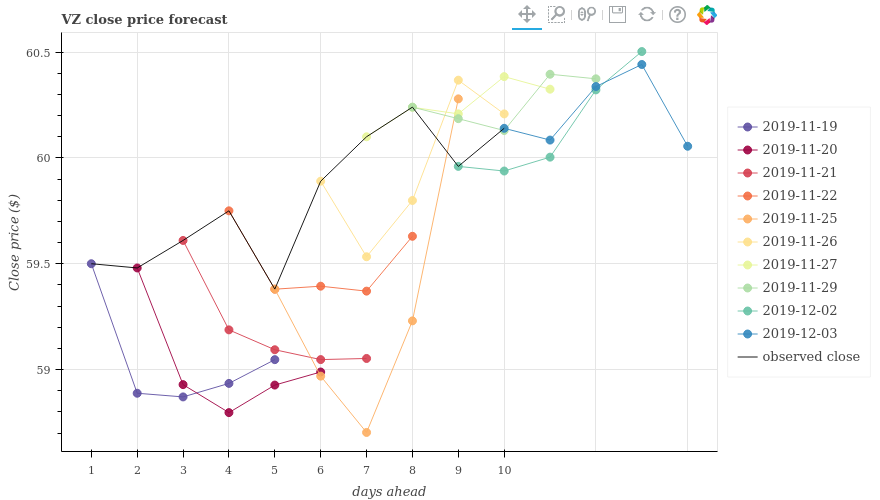 VZ close price forecast
60.5
60
59.5
59
Close price ($)
1 2 3 4 5 6 7 8 9 10
days ahead
2019-11-19
2019-11-20
2019-11-21
2019-11-22
2019-11-25
2019-11-26
2019-11-27
2019-11-29
2019-12-02
2019-12-03
observed close